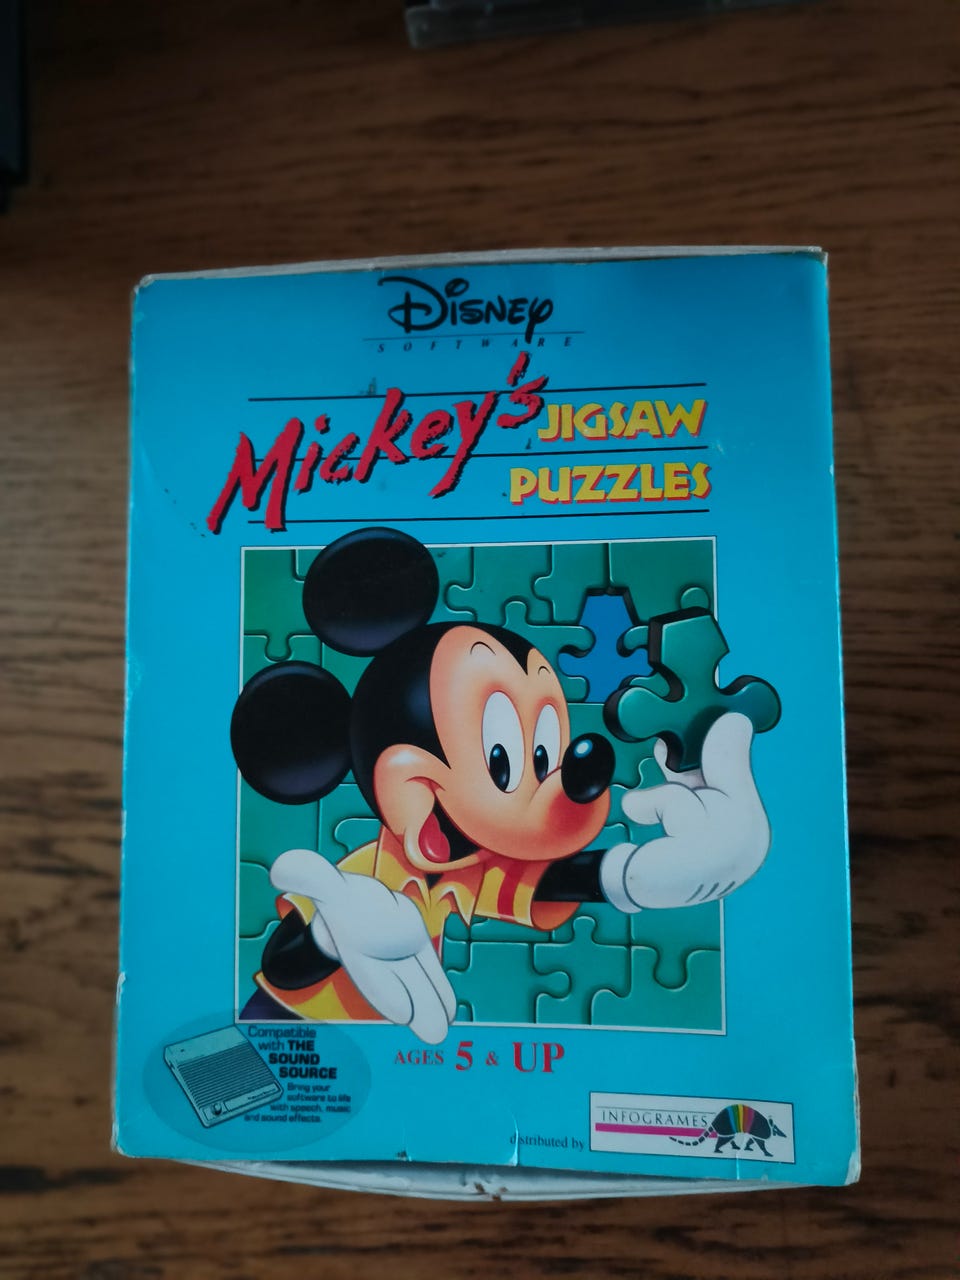 Disney
SOFTWARE
Mickey's JIGSAW
PUZZLES
AGES 5 & UP
Compatible
with THE
SOUND
SOURCE
Bring your
software to life
with speech, music
and sound effects.
distributed by
INFOGRAMES